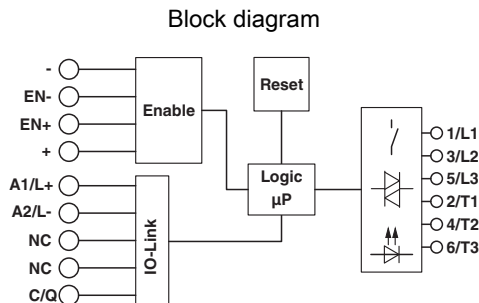 Block diagram
-
EN-
EN+
+
Enable
Reset
A1/L+
A2/L-
NC
NC
C/Q
IO-Link
Logic
µP
1/L1
3/L2
5/L3
2/T1
4/T2
6/T3